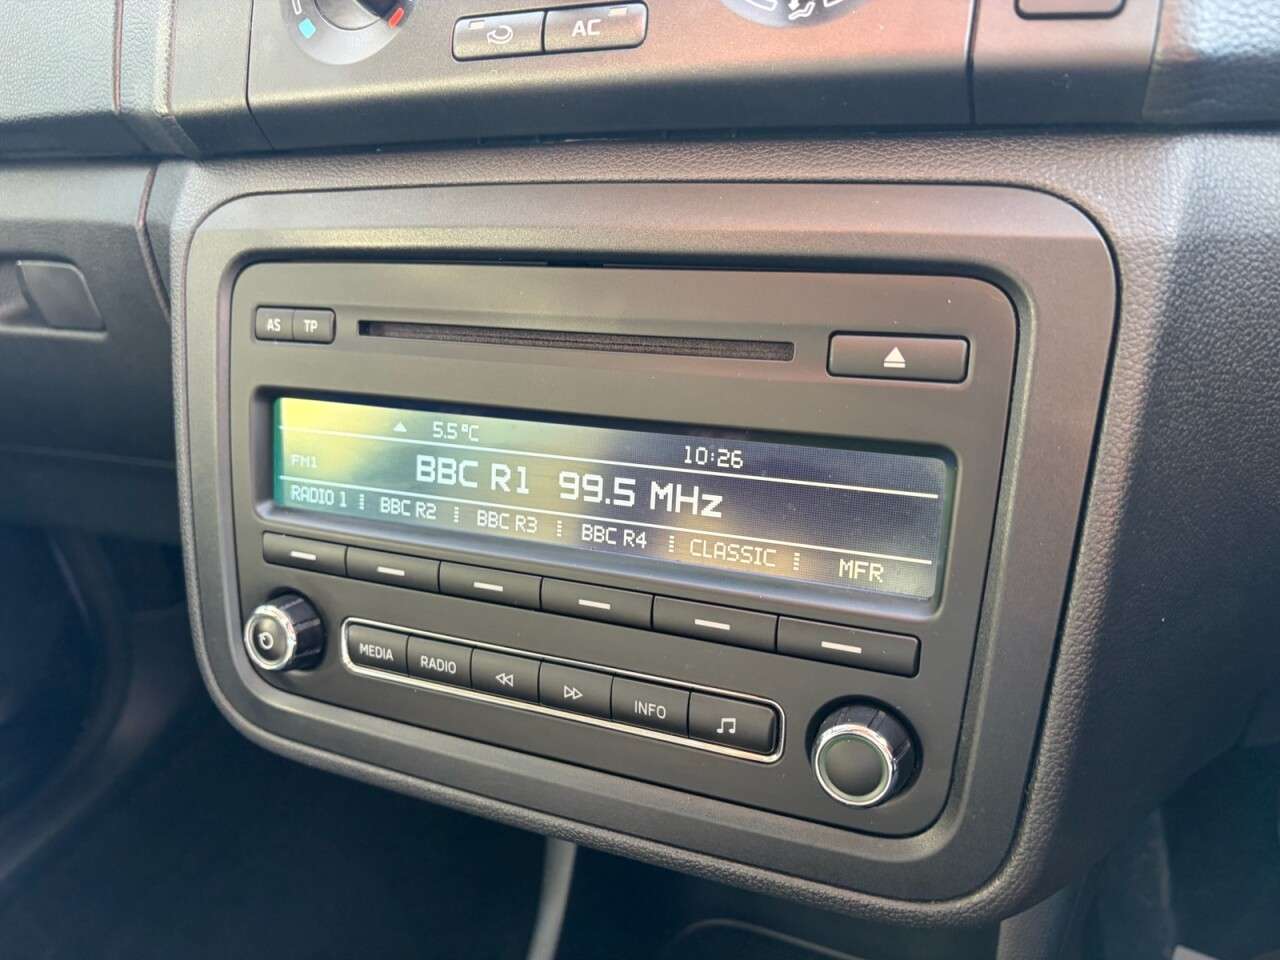 AC
AS TP
5.5 °C 10:26
FM1 BBC R1 99.5 MHz
RADIO 1 BBC R2 BBC R3 BBC R4 CLASSIC MFR
MEDIA RADIO INFO